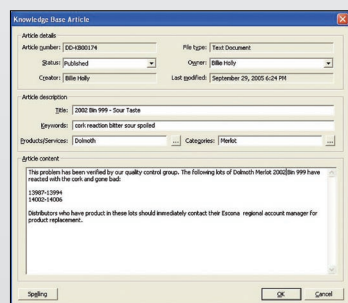 Knowledge Base Article
Article details
Article number: DD-KB00174 File type: Text Document
Status: Published Owner: Billie Holly
Creator: Billie Holly Last modified: September 29, 2005 6:24 PM
Article description
Title: 2002 Bin 999 - Sour Taste
Keywords: cork reaction bitter sour spoiled
Products/Services: Dolmoth ... Categories: Merlot ...
Article content
This problem has been verified by our quality control group. The following lots of Dolmoth Merlot 2002 Bin 999 have
reacted with the cork and gone bad:
13987-13994
14002-14006
Distributors who have product in these lots should immediately contact their Escona regional account manager for
product replacement.
Spelling OK Cancel